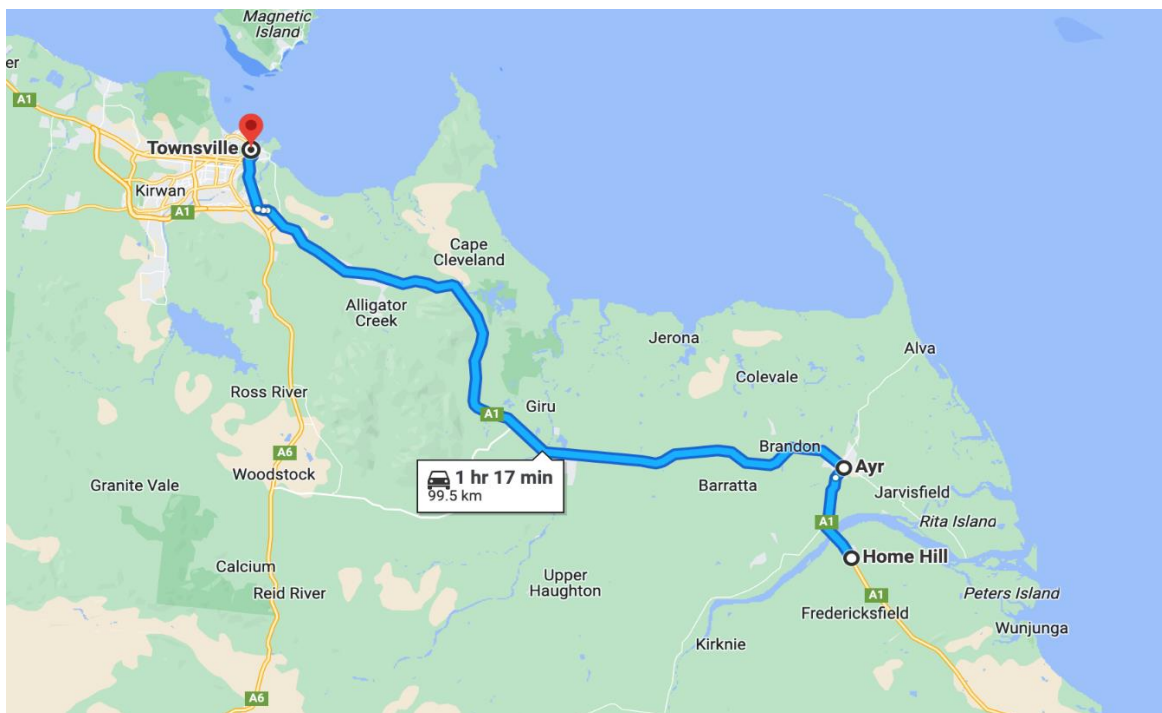 Magnetic
Island
er
A1
Townsville
Kirwan
A1
Cape
Cleveland
Alligator
Creek
Jerona
Alva
Colevale
Ross River
A1
Giru
Brandon
A6
Ayr
1 hr 17 min
99.5 km
Woodstock
Granite Vale
Barratta
Jarvisfield
A1
Rita Island
Home Hill
Calcium
Upper
Haughton
Reid River
A1
Peters Island
Fredericksfield
Wunjunga
Kirknie
A6